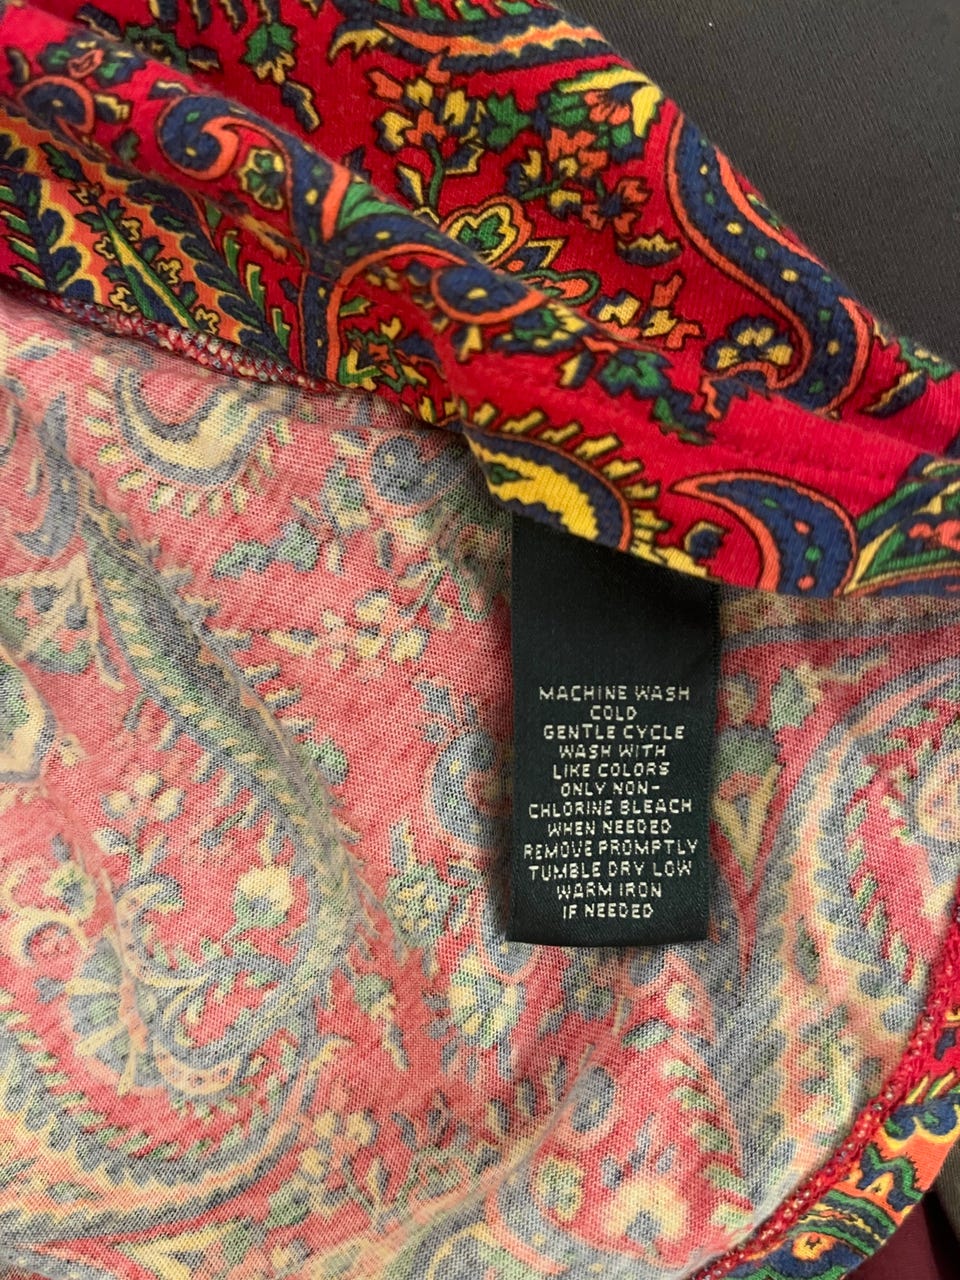 MACHINE WASH
COLD
GENTLE CYCLE
WASH WITH
LIKE COLORS
ONLY NON-
CHLORINE BLEACH
WHEN NEEDED
REMOVE PROMPTLY
TUMBLE DRY LOW
WARM IRON
IF NEEDED